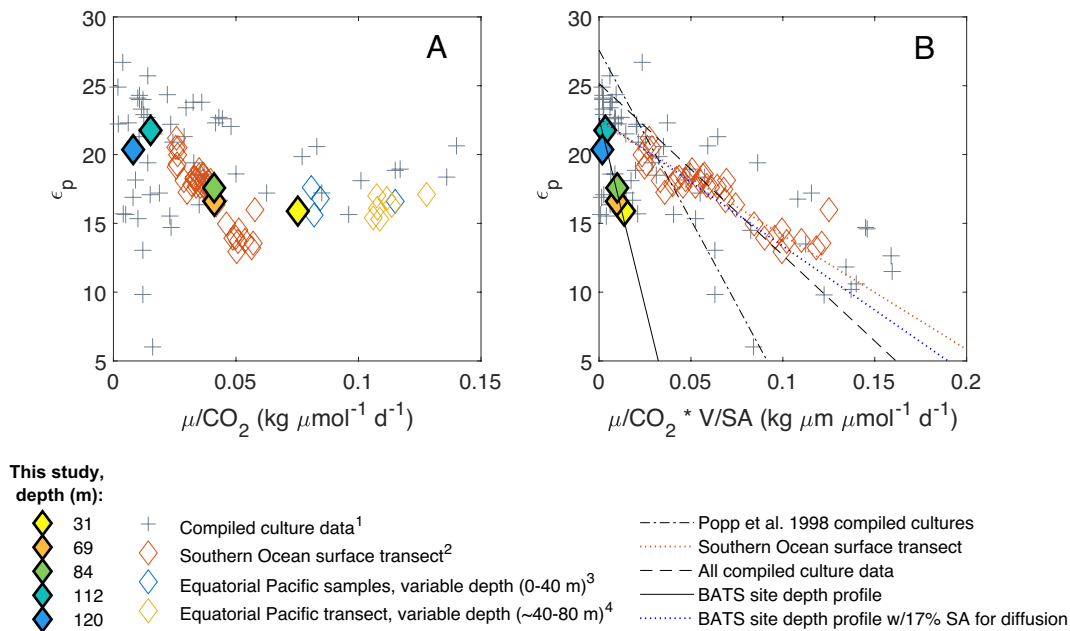 30
25
20
15
10
5
ε_p
A
0
0.05
0.1
0.15
μ/CO₂ (kg μmol⁻¹ d⁻¹)
30
25
20
15
10
5
ε_p
B
0
0.05
0.1
0.15
0.2
μ/CO₂ * V/SA (kg μm μmol⁻¹ d⁻¹)
This study,
depth (m):
31
69
84
112
120
Compiled culture data¹
Southern Ocean surface transect²
Equatorial Pacific samples, variable depth (0-40 m)³
Equatorial Pacific transect, variable depth (~40-80 m)⁴
Popp et al. 1998 compiled cultures
Southern Ocean surface transect
All compiled culture data
BATS site depth profile
BATS site depth profile w/17% SA for diffusion